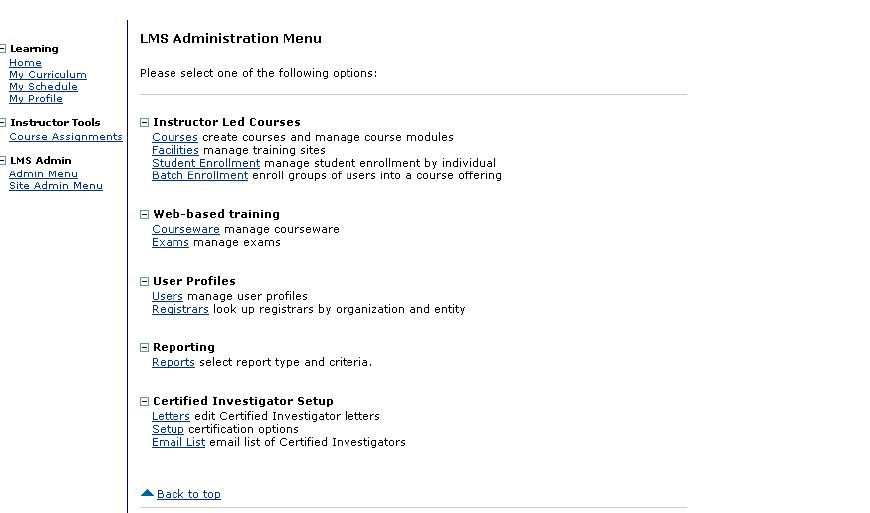 Learning
Home
My Curriculum
My Schedule
My Profile
Instructor Tools
Course Assignments
LMS Admin
Admin Menu
Site Admin Menu
LMS Administration Menu
Please select one of the following options:
Instructor Led Courses
Courses create courses and manage course modules
Facilities manage training sites
Student Enrollment manage student enrollment by individual
Batch Enrollment enroll groups of users into a course offering
Web-based training
Courseware manage courseware
Exams manage exams
User Profiles
Users manage user profiles
Registrars look up registrars by organization and entity
Reporting
Reports select report type and criteria.
Certified Investigator Setup
Letters edit Certified Investigator letters
Setup certification options
Email List email list of Certified Investigators
Back to top